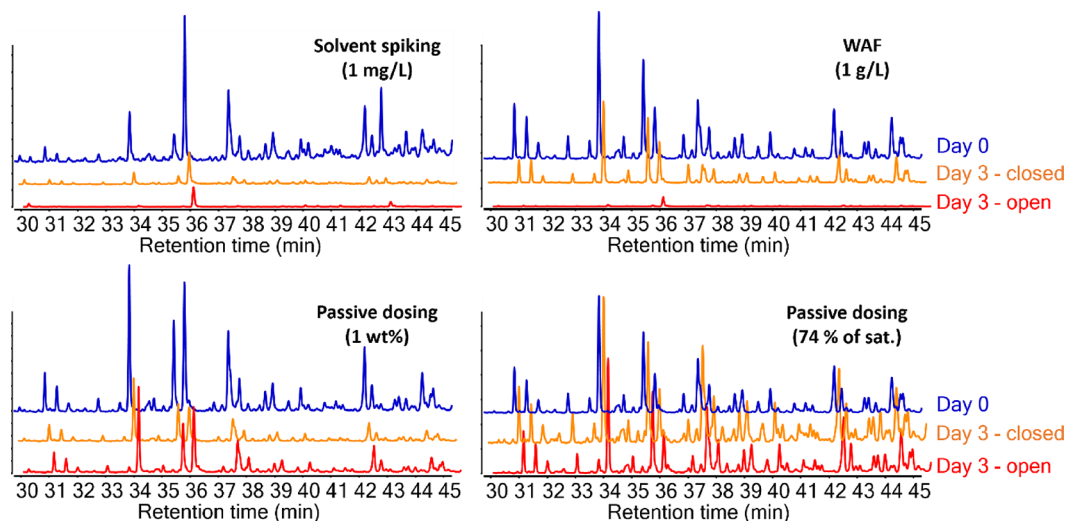 Solvent spiking
(1 mg/L)
30 31 32 33 34 35 36 37 38 39 40 41 42 43 44 45
Retention time (min)
WAF
(1 g/L)
Day 0
Day 3 - closed
Day 3 - open
30 31 32 33 34 35 36 37 38 39 40 41 42 43 44 45
Retention time (min)
Passive dosing
(1 wt%)
30 31 32 33 34 35 36 37 38 39 40 41 42 43 44 45
Retention time (min)
Passive dosing
(74 % of sat.)
Day 0
Day 3 - closed
Day 3 - open
30 31 32 33 34 35 36 37 38 39 40 41 42 43 44 45
Retention time (min)